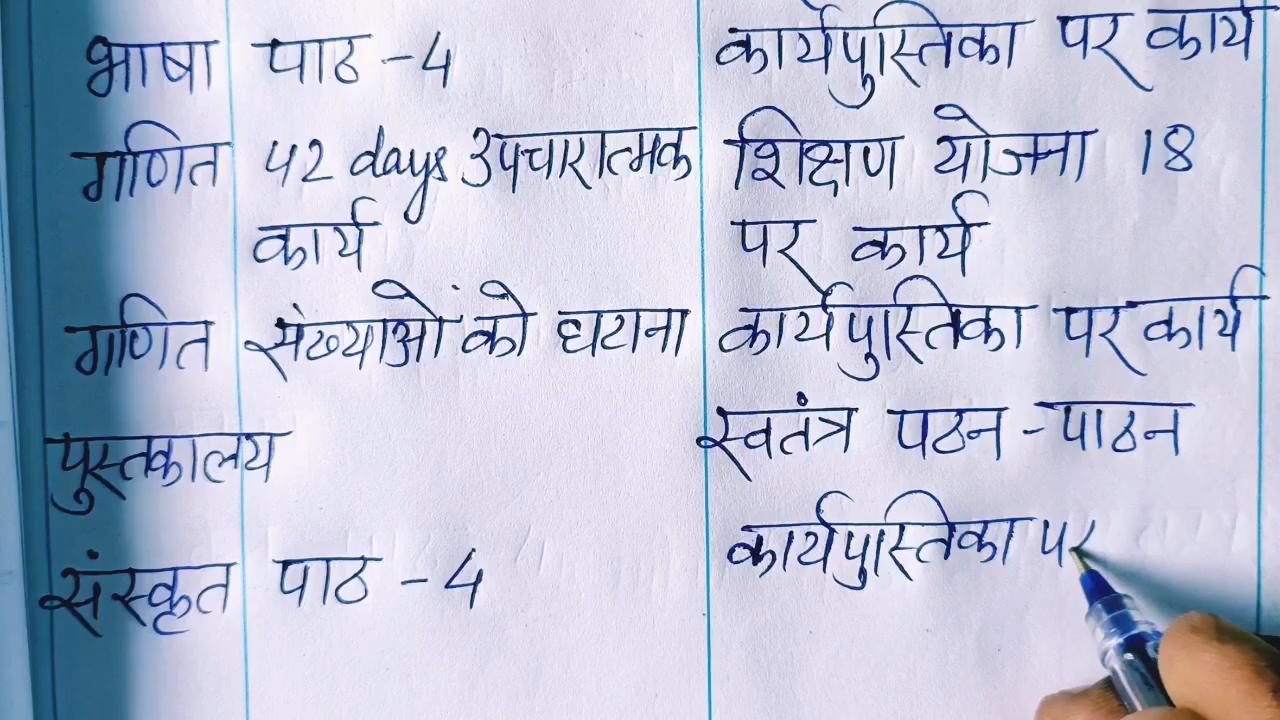 भाषा पाठ -4 कार्यपुस्तिका पर कार्य
गणित 42 days उपचारात्मक शिक्षण योजना 18
कार्य पर कार्य
गणित संख्याओं को घटाना कार्यपुस्तिका पर कार्य
पुस्तकालय स्वतंत्र पठन-पाठन
संस्कृत पाठ -4 कार्यपुस्तिका पर